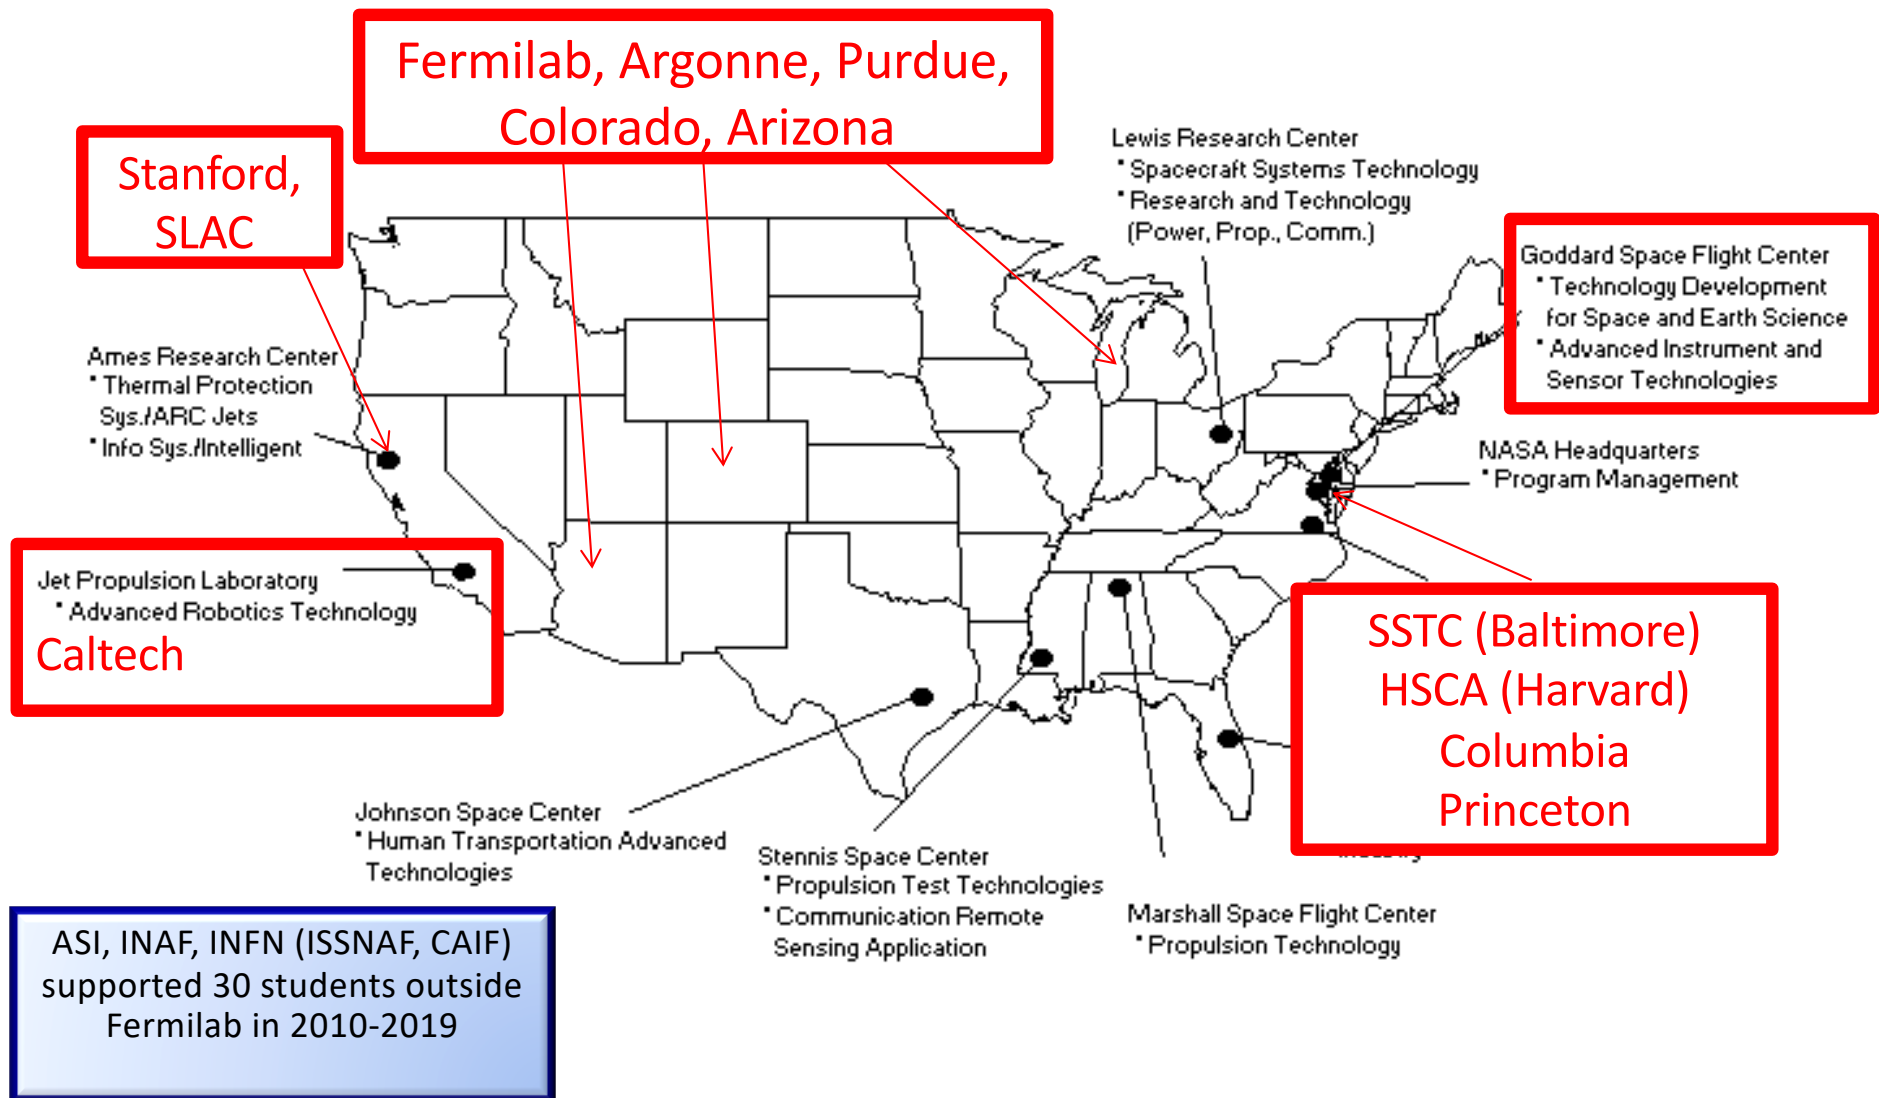 Fermilab, Argonne, Purdue,
Colorado, Arizona
Stanford,
SLAC
Lewis Research Center
• Spacecraft Systems Technology
• Research and Technology
(Power, Prop., Comm.)
Goddard Space Flight Center
• Technology Development
for Space and Earth Science
• Advanced Instrument and
Sensor Technologies
Ames Research Center
• Thermal Protection
Sys./ARC Jets
• Info Sys./Intelligent
NASA Headquarters
• Program Management
Jet Propulsion Laboratory
• Advanced Robotics Technology
Caltech
SSTC (Baltimore)
HSCA (Harvard)
Columbia
Princeton
Johnson Space Center
• Human Transportation Advanced
Technologies
Stennis Space Center
• Propulsion Test Technologies
• Communication Remote
Sensing Application
Marshall Space Flight Center
• Propulsion Technology
ASI, INAF, INFN (ISSNAF, CAIF)
supported 30 students outside
Fermilab in 2010-2019